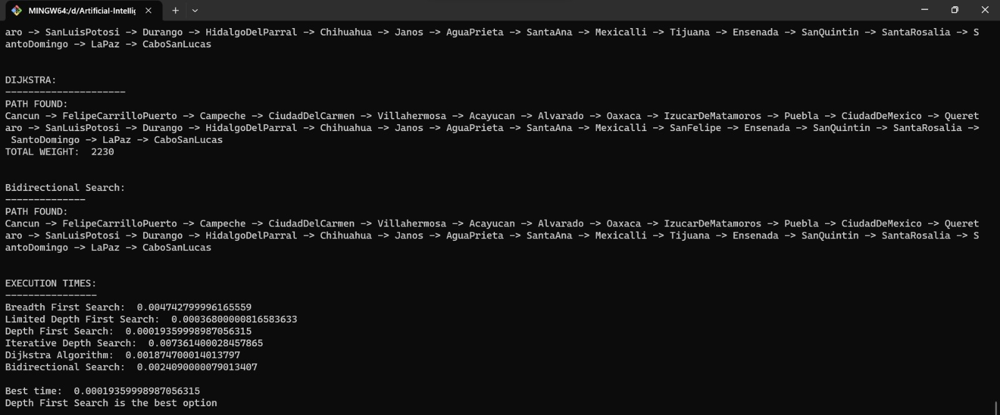 MINGW64:/d/Artificial-Intellig
aro -> SanLuisPotosi -> Durango -> HidalgoDelParral -> Chihuahua -> Janos -> AguaPrieta -> SantaAna -> Mexicalli -> Tijuana -> Ensenada -> SanQuintin -> SantaRosalia -> S
antoDomingo -> LaPaz -> CaboSanLucas
DIJKSTRA:
---------------------
PATH FOUND:
Cancun -> FelipeCarrilloPuerto -> Campeche -> CiudadDelCarmen -> Villahermosa -> Acayucan -> Alvarado -> Oaxaca -> IzucarDeMatamoros -> Puebla -> CiudadDeMexico -> Queret
aro -> SanLuisPotosi -> Durango -> HidalgoDelParral -> Chihuahua -> Janos -> AguaPrieta -> SantaAna -> Mexicalli -> SanFelipe -> Ensenada -> SanQuintin -> SantaRosalia ->
 SantoDomingo -> LaPaz -> CaboSanLucas
TOTAL WEIGHT:  2230
Bidirectional Search:
--------------
PATH FOUND:
Cancun -> FelipeCarrilloPuerto -> Campeche -> CiudadDelCarmen -> Villahermosa -> Acayucan -> Alvarado -> Oaxaca -> IzucarDeMatamoros -> Puebla -> CiudadDeMexico -> Queret
aro -> SanLuisPotosi -> Durango -> HidalgoDelParral -> Chihuahua -> Janos -> AguaPrieta -> SantaAna -> Mexicalli -> Tijuana -> Ensenada -> SanQuintin -> SantaRosalia -> S
antoDomingo -> LaPaz -> CaboSanLucas
EXECUTION TIMES:
----------------
Breadth First Search:  0.004742799996165559
Limited Depth First Search:  0.00036800000816583633
Depth First Search:  0.00019359998987056315
Iterative Depth Search:  0.007361400028457865
Dijkstra Algorithm:  0.001874700014013797
Bidirectional Search:  0.0024090000079013407
Best time:  0.00019359998987056315
Depth First Search is the best option